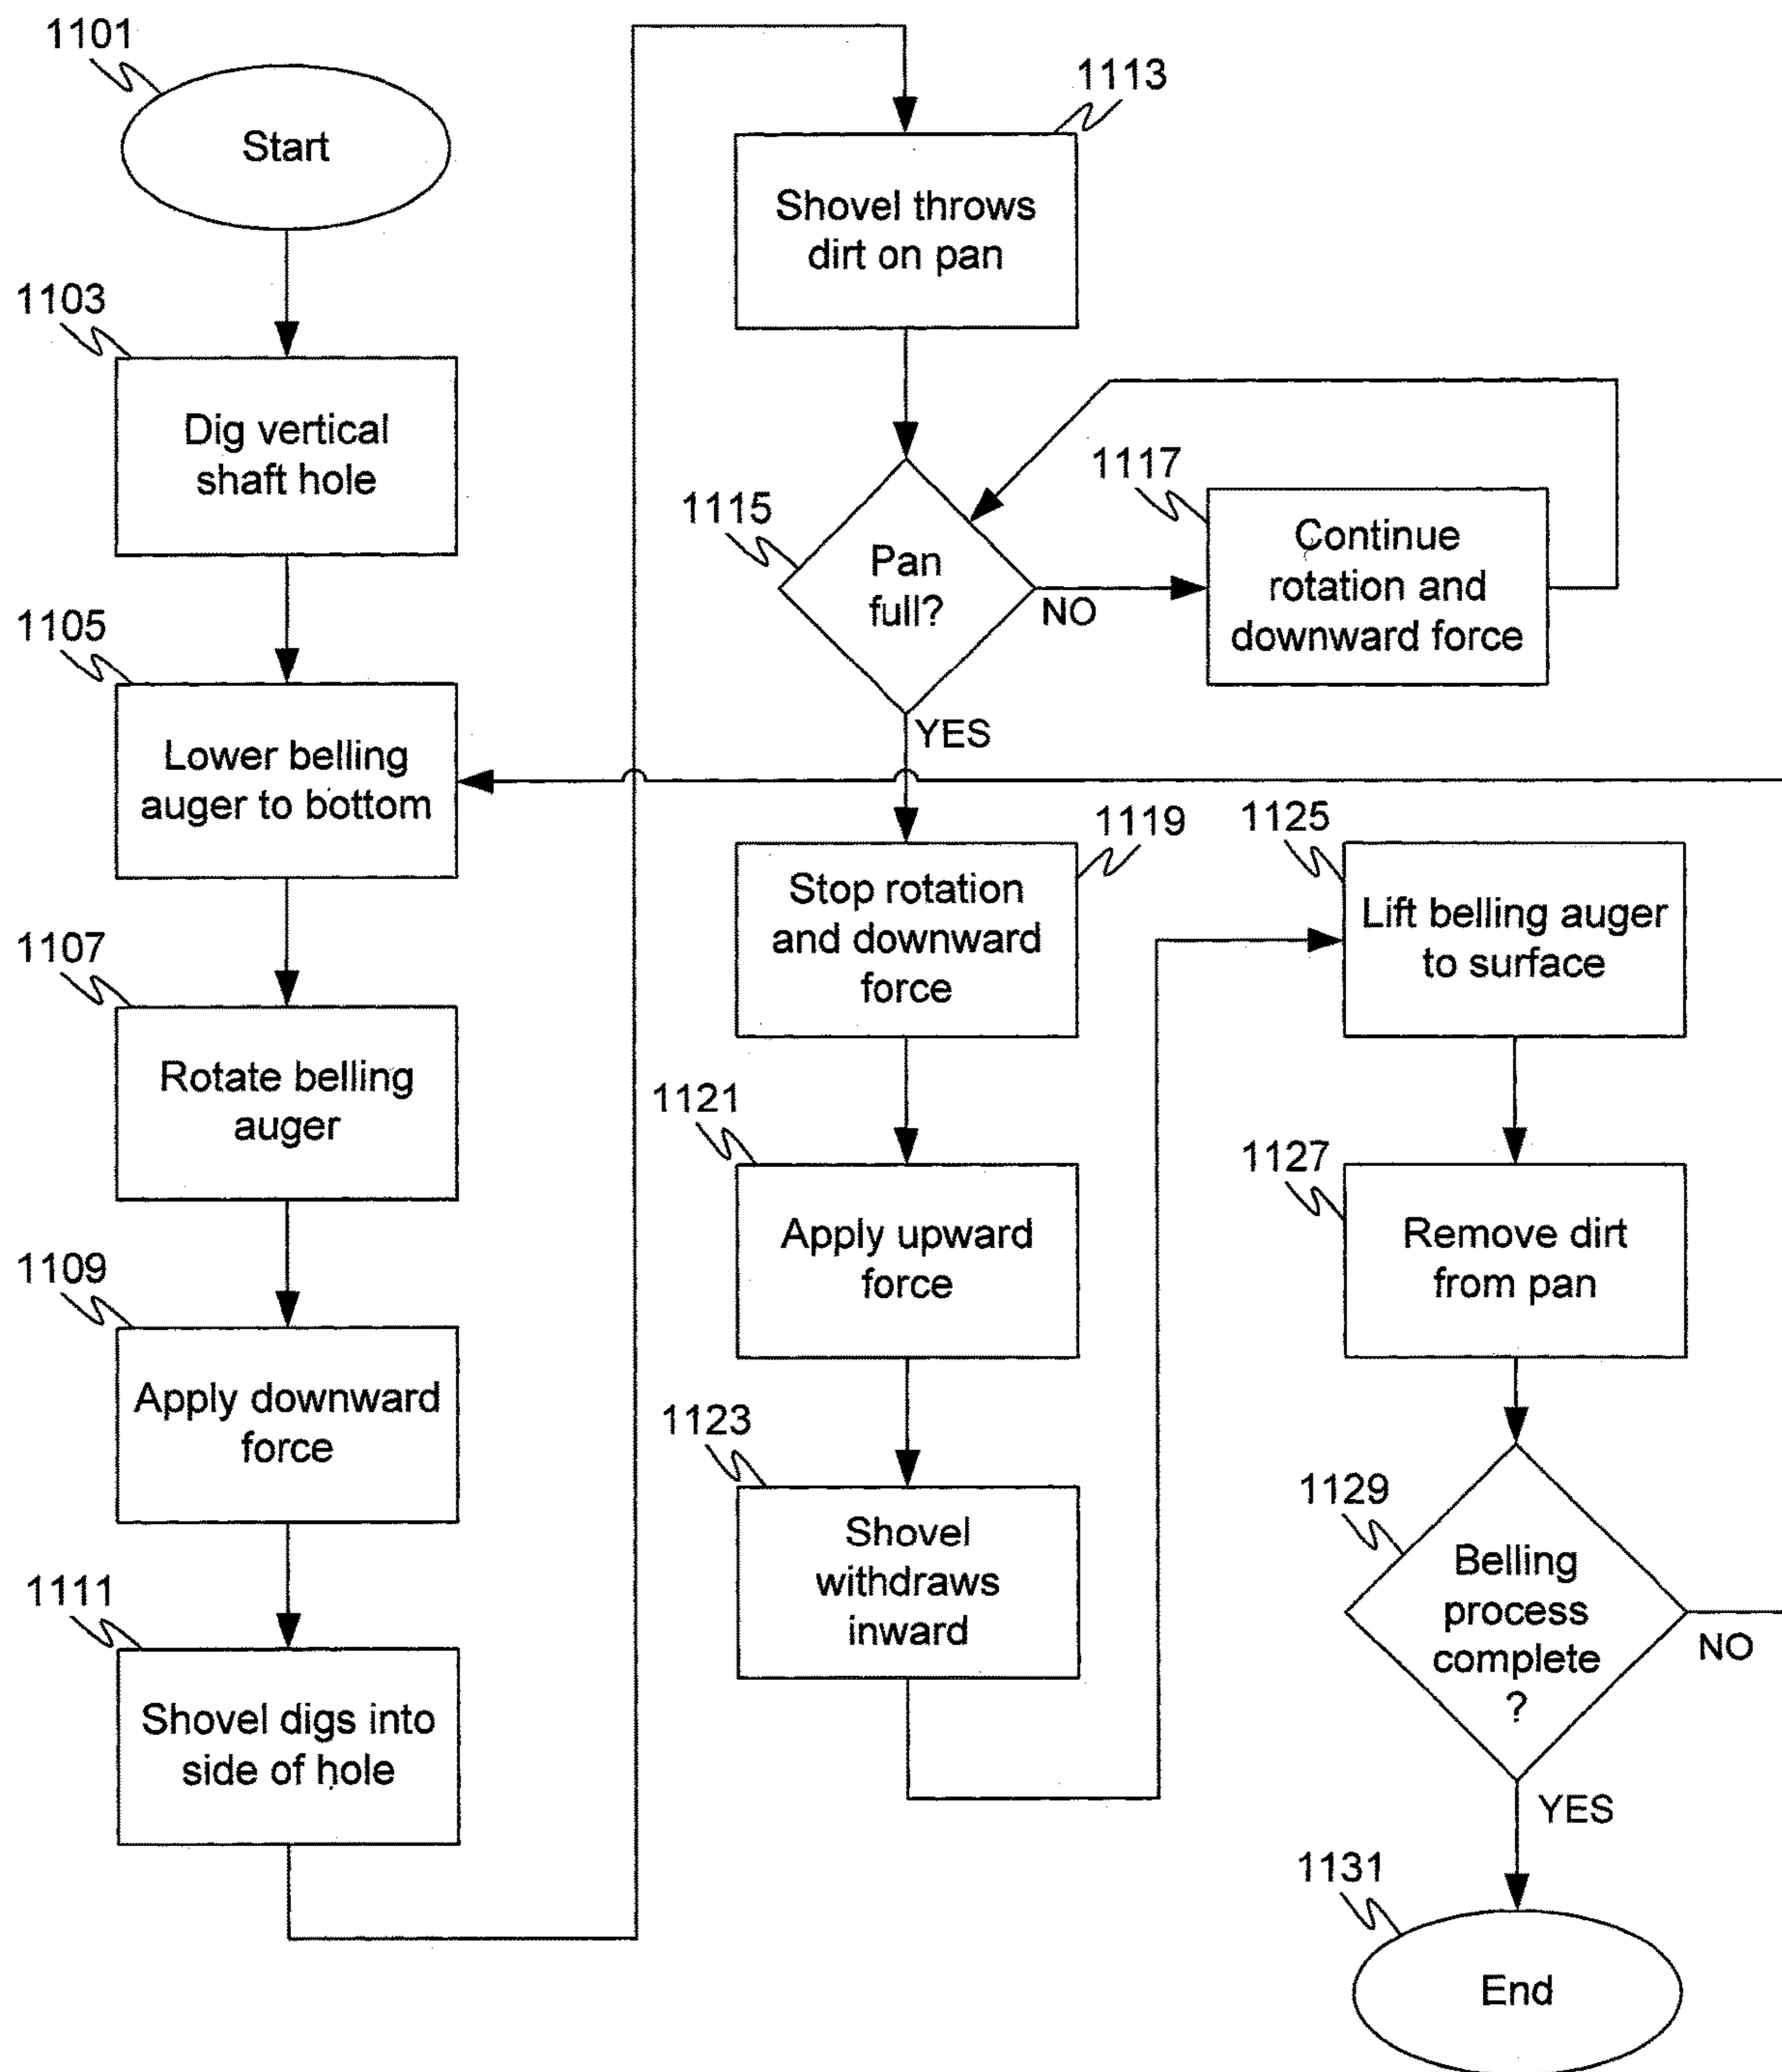 1101
Start
1103
Dig vertical
shaft hole
1105
Lower belling
auger to bottom
1107
Rotate belling
auger
1109
Apply downward
force
1111
Shovel digs into
side of hole
1113
Shovel throws
dirt on pan
1115
Pan
full?
NO
YES
1117
Continue
rotation and
downward force
1119
Stop rotation
and downward
force
1121
Apply upward
force
1123
Shovel
withdraws
inward
1125
Lift belling auger
to surface
1127
Remove dirt
from pan
1129
Belling
process
complete
?
NO
YES
1131
End